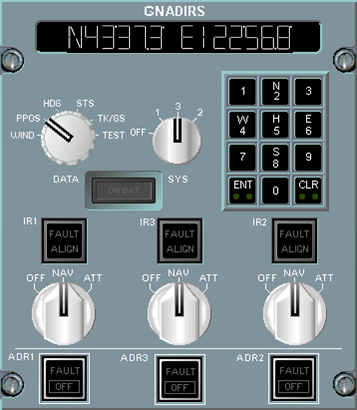 GNADIRS
N4337.3 E12256.8
HDG STS
PPOS TK/GS
WIND TEST
1 3 2
OFF
DATA SYS
ON BAT
1 N 2 3
W 4 H 5 E 6
7 S 8 9
ENT 0 CLR
IR1 IR3 IR2
FAULT FAULT FAULT
ALIGN ALIGN ALIGN
OFF NAV ATT OFF NAV ATT OFF NAV ATT
ADR1 ADR3 ADR2
FAULT FAULT FAULT
OFF OFF OFF